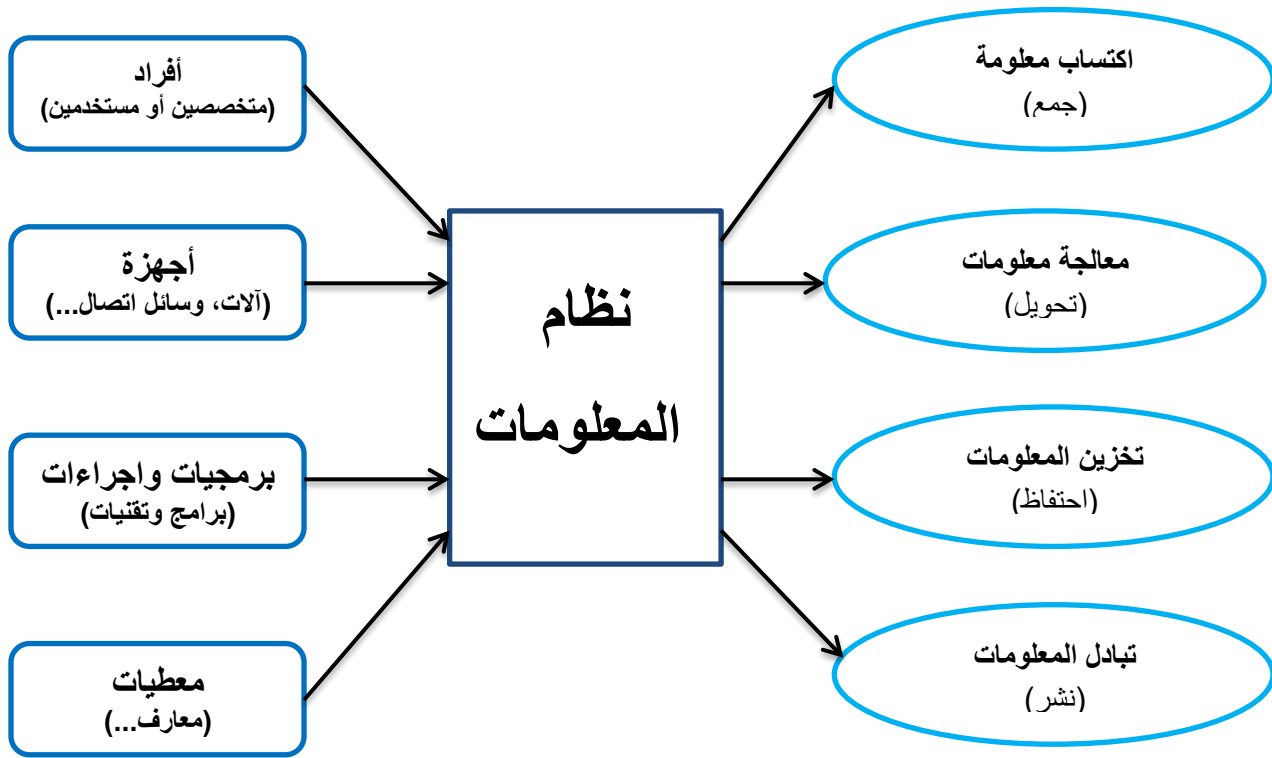 أفراد
(متخصصين أو مستخدمين)
أجهزة
(آلات، وسائل اتصال...)
برمجيات واجراءات
(برامج وتقنيات)
معطيات
(معارف...)
نظام
المعلومات
اكتساب معلومة
(جمع)
معالجة معلومات
(تحويل)
تخزين المعلومات
(احتفاظ)
تبادل المعلومات
(نشر)